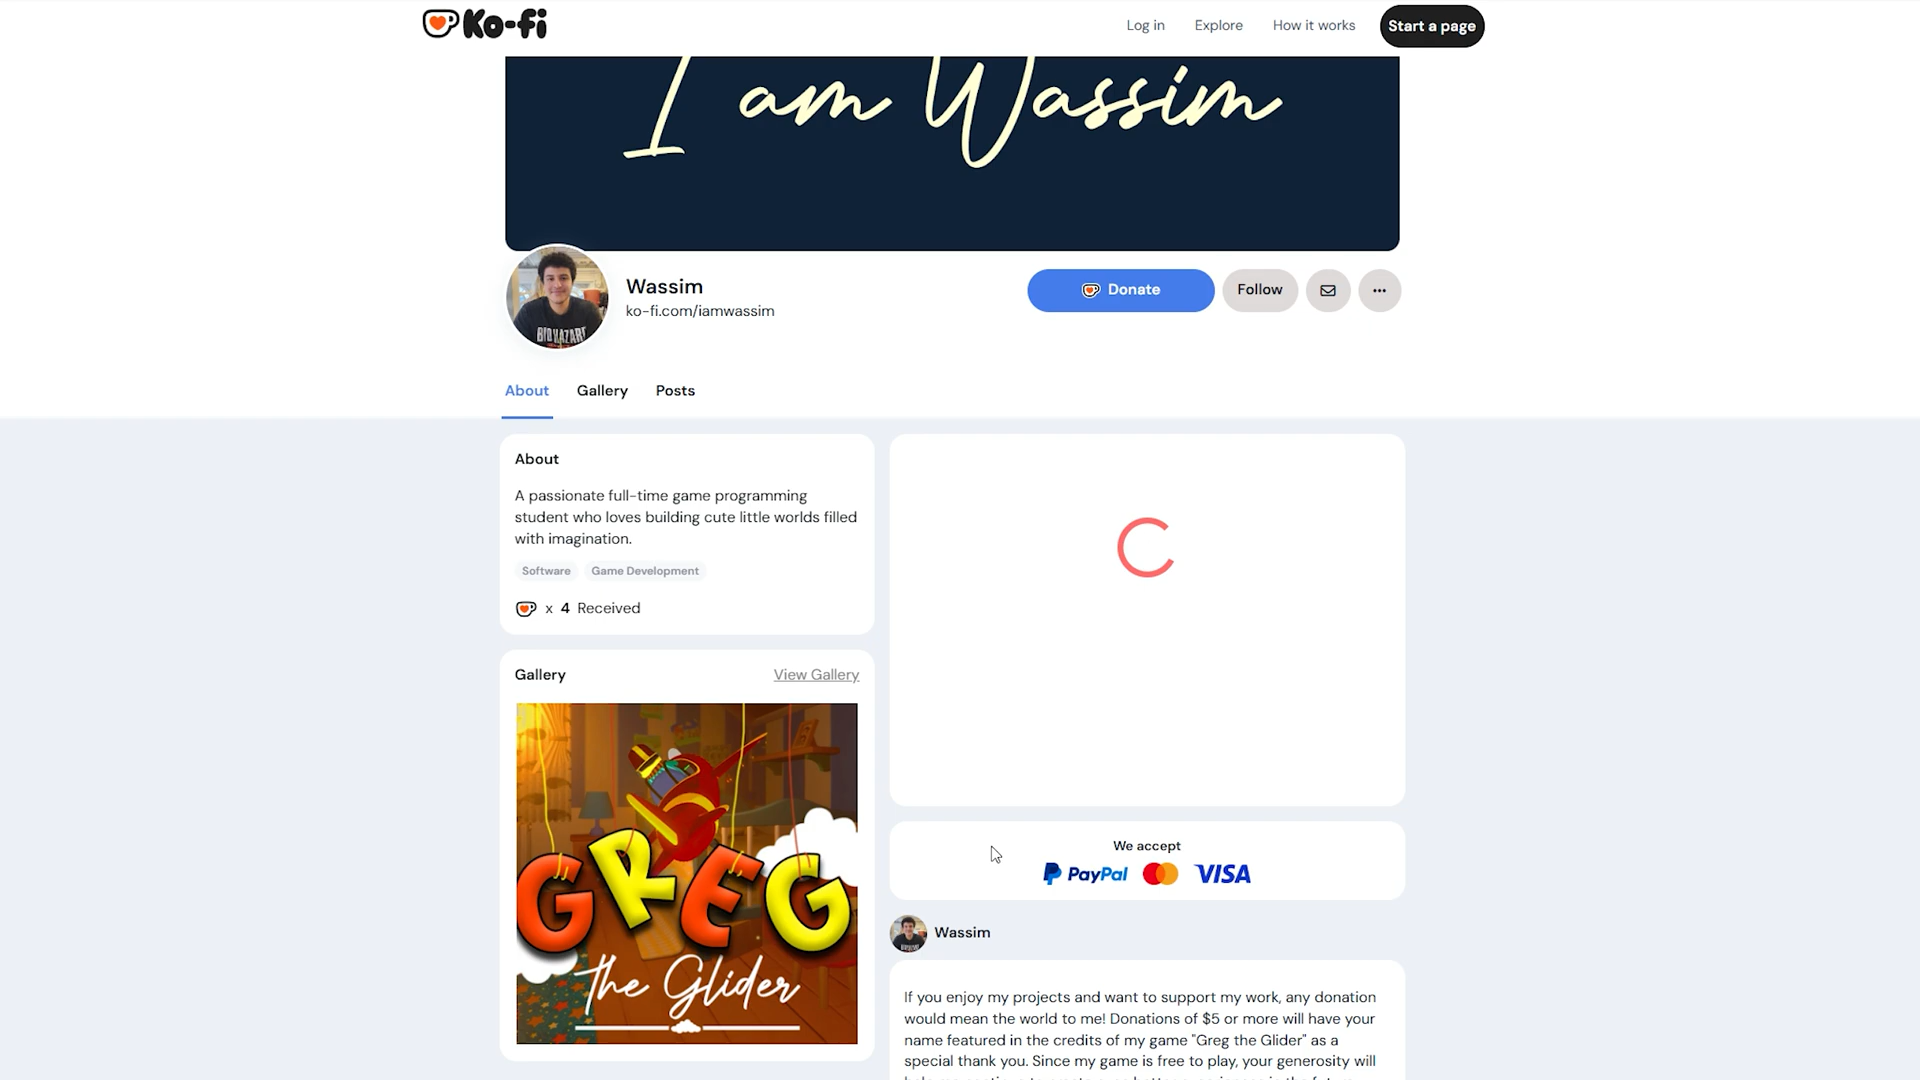 Ko-fi
Log in
Explore
How it works
Start a page
I am Wassim
Wassim
ko-fi.com/iamwassim
Donate
Follow
About
Gallery
Posts
About
A passionate full-time game programming
student who loves building cute little worlds filled
with imagination.
Software
Game Development
x 4 Received
Gallery
View Gallery
GREG
the Glider
We accept
PayPal
VISA
Wassim
If you enjoy my projects and want to support my work, any donation
would mean the world to me! Donations of $5 or more will have your
name featured in the credits of my game "Greg the Glider" as a
special thank you. Since my game is free to play, your generosity will